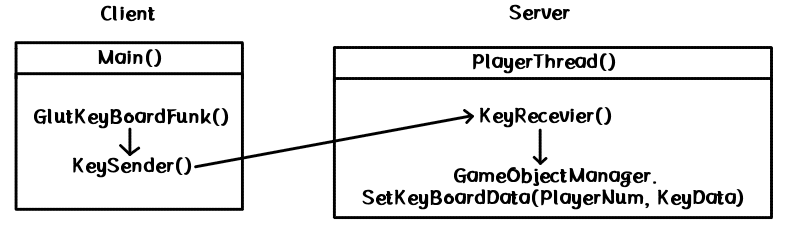 Client
Server
Main()
PlayerThread()
GlutKeyBoardFunk()
KeyRecevier()
KeySender()
GameObjectManager.
SetKeyBoardData(PlayerNum, KeyData)